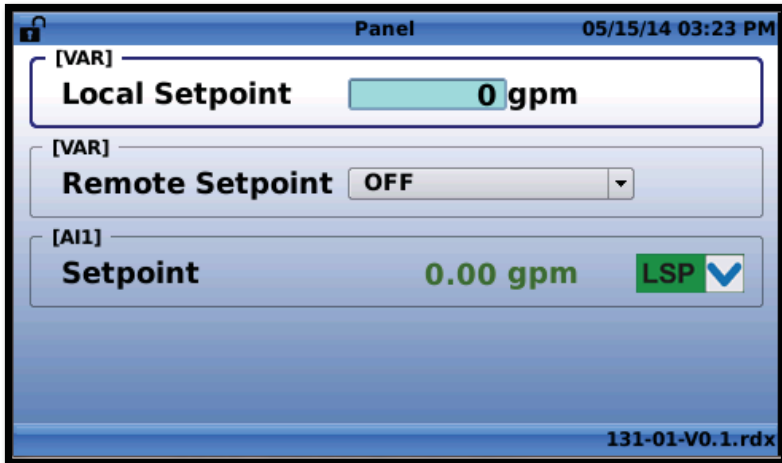 Panel 05/15/14 03:23 PM
[VAR]
Local Setpoint 0 gpm
[VAR]
Remote Setpoint OFF
[AI1]
Setpoint 0.00 gpm LSP
131-01-V0.1.rdx